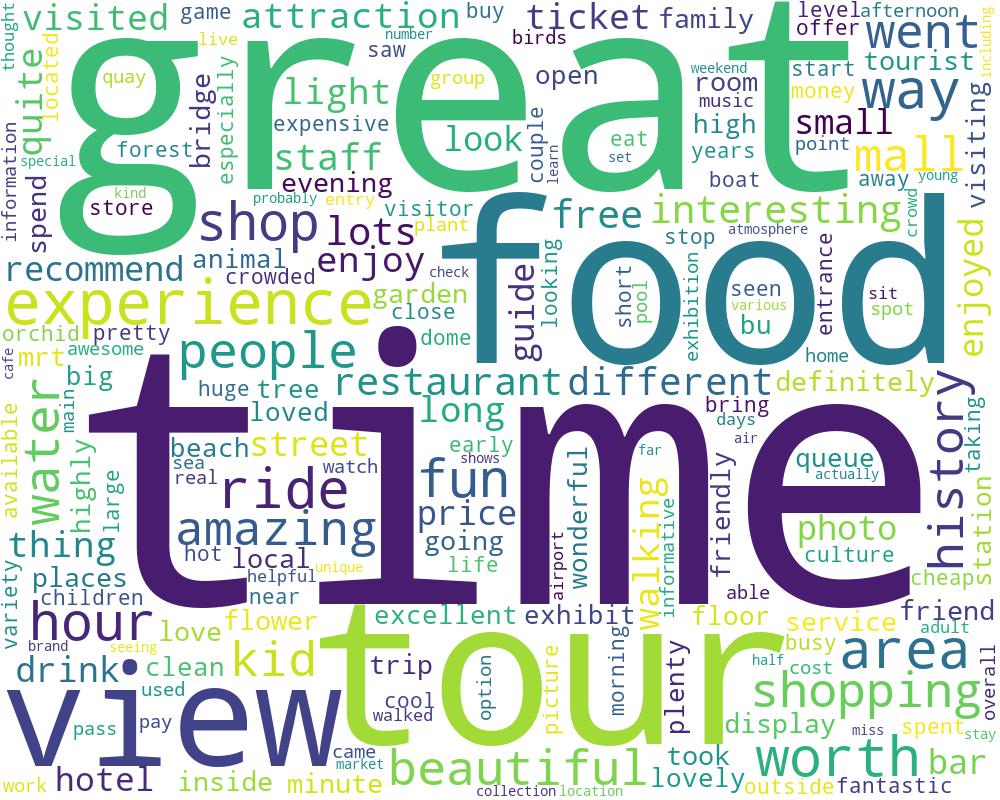 thought
visited
game
attraction
buy
ticket
family
level
afternoon
offer
went
including
live
number
saw
birds
great
quite
located
quay
especially
bridge
light
group
open
weekend
room
music
start
tourist
money
way
expensive
staff
look
couple
learn
eat
set
high
years
small
point
mall
visiting
information
special
forest
kind
store
evening
probably
entry
boat
away
young
spend
shop
lots
visitor
plant
food
free
interesting
crowd
stop
atmosphere
recommend
animal
crowded
enjoy
check
guide
looking
short
pool
exhibition
seen
various
bu
entrance
sit
spot
enjoyed
experience
garden
close
orchid
pretty
people
dome
home
cafe
mrt
awesome
big
main
huge
tree
restaurant
different
definitely
time
loved
long
bring
days
air
history
taking
available
water
highly
large
beach
street
sea
real
watch
early
shows
far
queue
actually
ride
fun
wonderful
walking
friendly
station
amazing
price
photo
thing
hot
local
going
informative
culture
helpful
unique
life
airport
cheap
variety
places
children
near
able
hour
excellent
exhibit
floor
service
friend
adult
brand
love
flower
seeing
tour
busy
area
drink
clean
kid
trip
option
picture
morning
plenty
half
cost
overall
view
used
cool
walked
shopping
pass
pay
display
miss
spent
stay
came
market
beautiful
took
worth
bar
work
hotel
inside
minute
collection
location
lovely
outside
fantastic